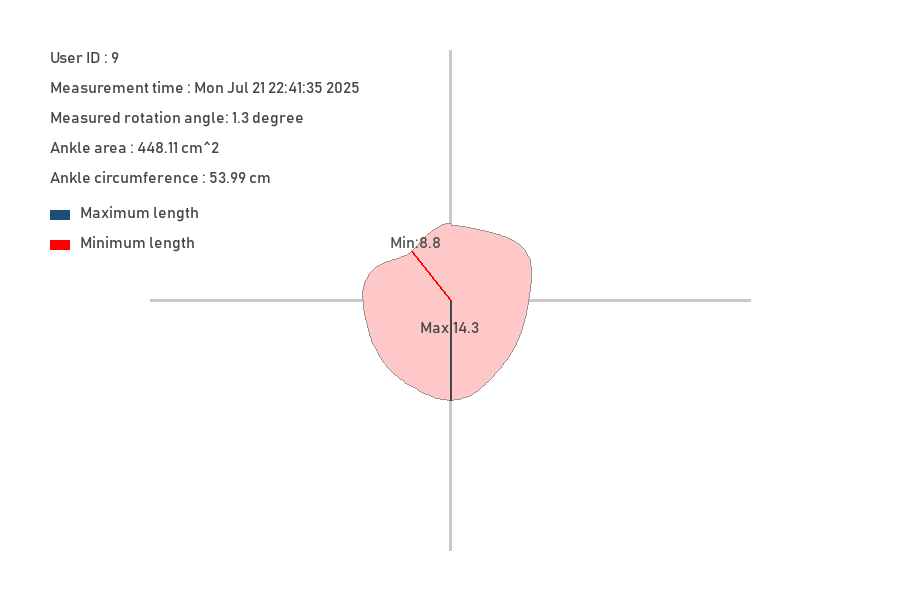 User ID : 9
Measurement time : Mon Jul 21 22:41:35 2025
Measured rotation angle: 1.3 degree
Ankle area : 448.11 cm^2
Ankle circumference : 53.99 cm
Maximum length
Minimum length
Min:8.8
Max:14.3